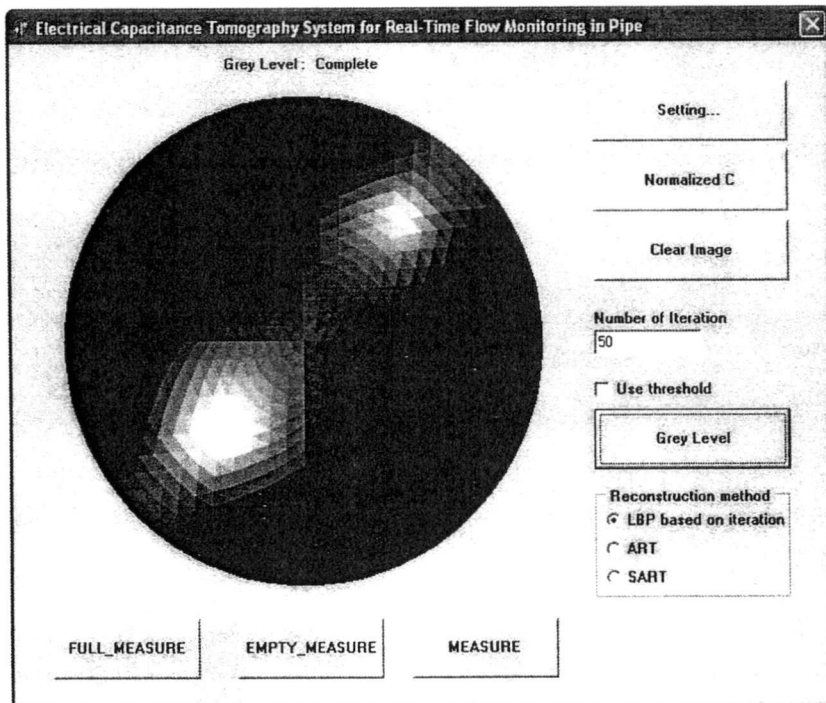 Electrical Capacitance Tomography System for Real-Time Flow Monitoring in Pipe
Grey Level: Complete
Setting...
Normalized C
Clear Image
Number of Iteration
50
Use threshold
Grey Level
Reconstruction method
LBP based on iteration
ART
SART
FULL_MEASURE EMPTY_MEASURE MEASURE